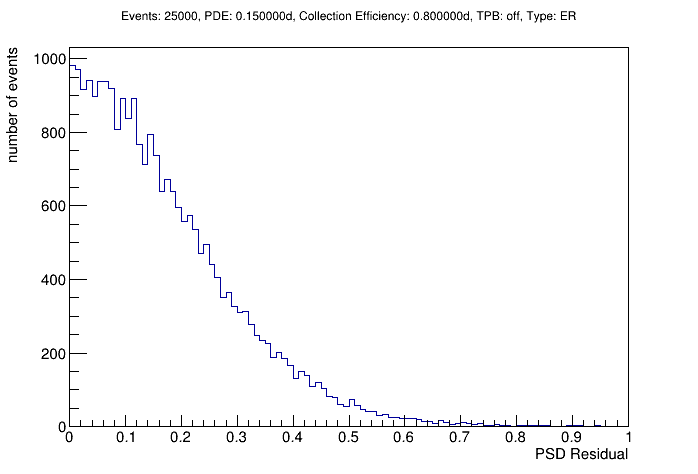 Events: 25000, PDE: 0.150000d, Collection Efficiency: 0.800000d, TPB: off, Type: ER
number of events
1000
800
600
400
200
0
0 0.1 0.2 0.3 0.4 0.5 0.6 0.7 0.8 0.9 1
PSD Residual